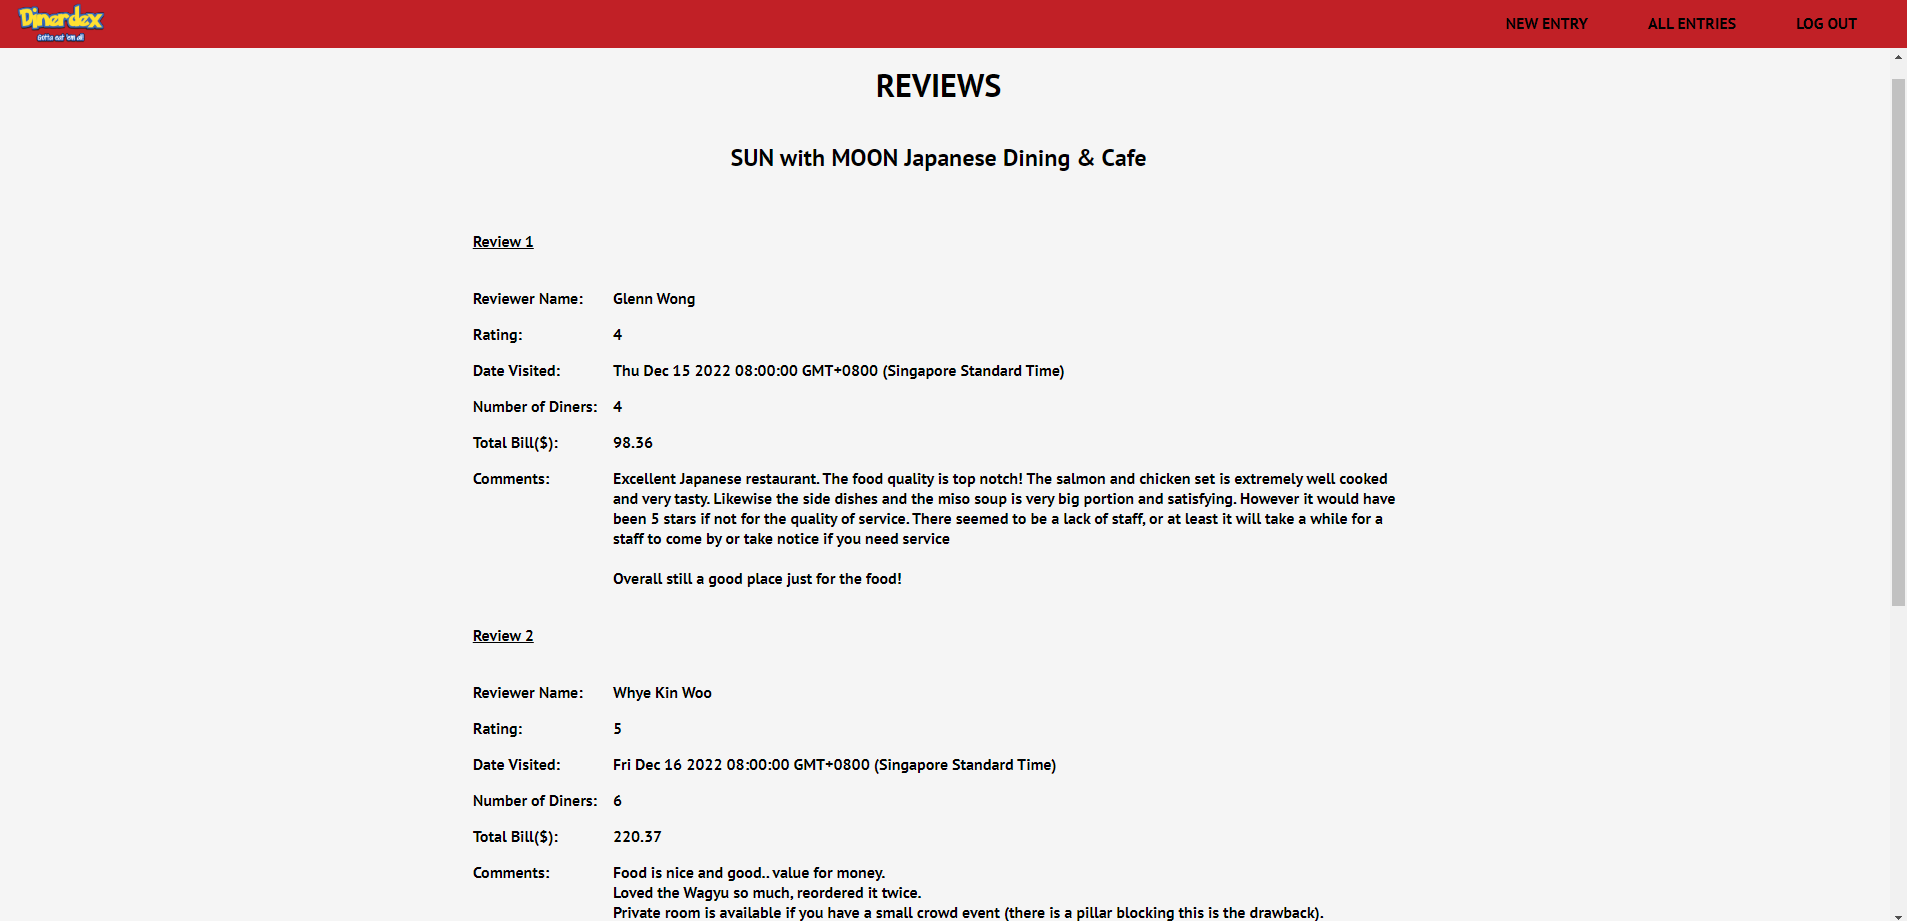 Dinerdex
Gotta eat 'em all
NEW ENTRY
ALL ENTRIES
LOG OUT
REVIEWS
SUN with MOON Japanese Dining & Cafe
Review 1
Reviewer Name: Glenn Wong
Rating: 4
Date Visited: Thu Dec 15 2022 08:00:00 GMT+0800 (Singapore Standard Time)
Number of Diners: 4
Total Bill($): 98.36
Comments: Excellent Japanese restaurant. The food quality is top notch! The salmon and chicken set is extremely well cooked
and very tasty. Likewise the side dishes and the miso soup is very big portion and satisfying. However it would have
been 5 stars if not for the quality of service. There seemed to be a lack of staff, or at least it will take a while for a
staff to come by or take notice if you need service
Overall still a good place just for the food!
Review 2
Reviewer Name: Whye Kin Woo
Rating: 5
Date Visited: Fri Dec 16 2022 08:00:00 GMT+0800 (Singapore Standard Time)
Number of Diners: 6
Total Bill($): 220.37
Comments: Food is nice and good.. value for money.
Loved the Wagyu so much, reordered it twice.
Private room is available if you have a small crowd event (there is a pillar blocking this is the drawback).